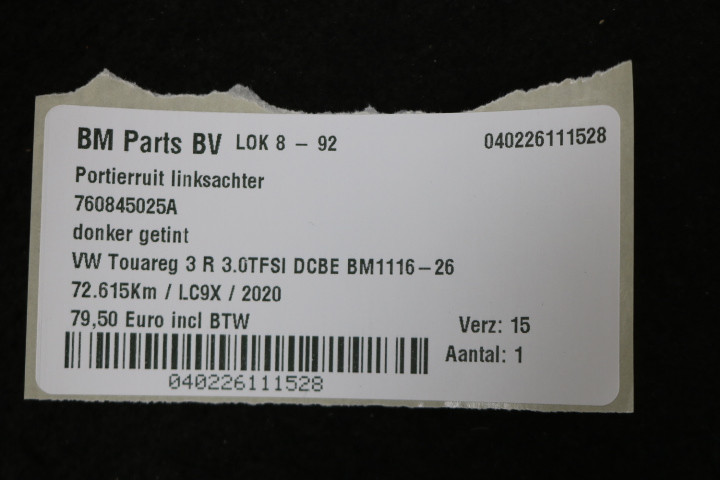 BM Parts BV LOK 8 - 92 040226111528
Portierruit linksachter
760845025A
donker getint
VW Touareg 3 R 3.0TFSI DCBE BM1116-26
72.615Km / LC9X / 2020
79,50 Euro incl BTW Verz: 15
Aantal: 1
040226111528